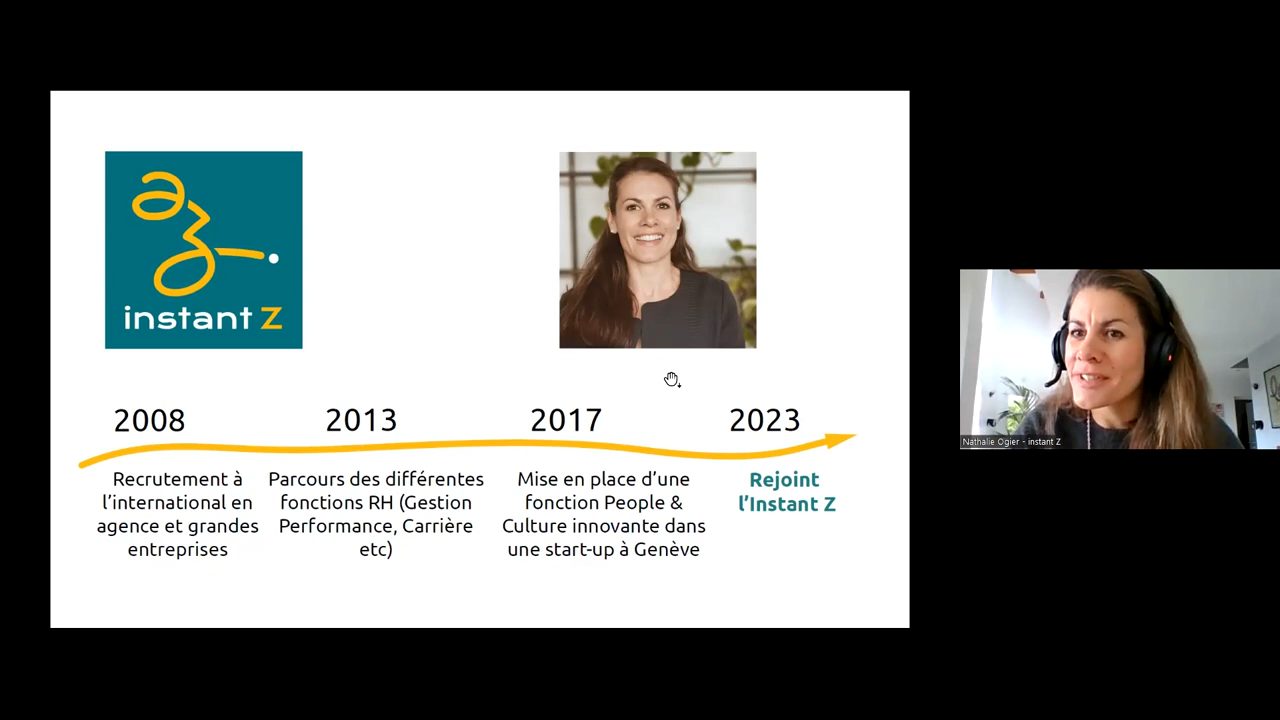 az.
instant Z
2008
2013
2017
2023
Recrutement à
l'international en
agence et grandes
entreprises
Parcours des différentes
fonctions RH (Gestion
Performance, Carrière
etc)
Mise en place d'une
fonction People &
Culture innovante dans
une start-up à Genève
Rejoint
l'Instant Z
Nathalie Ogier - instant Z